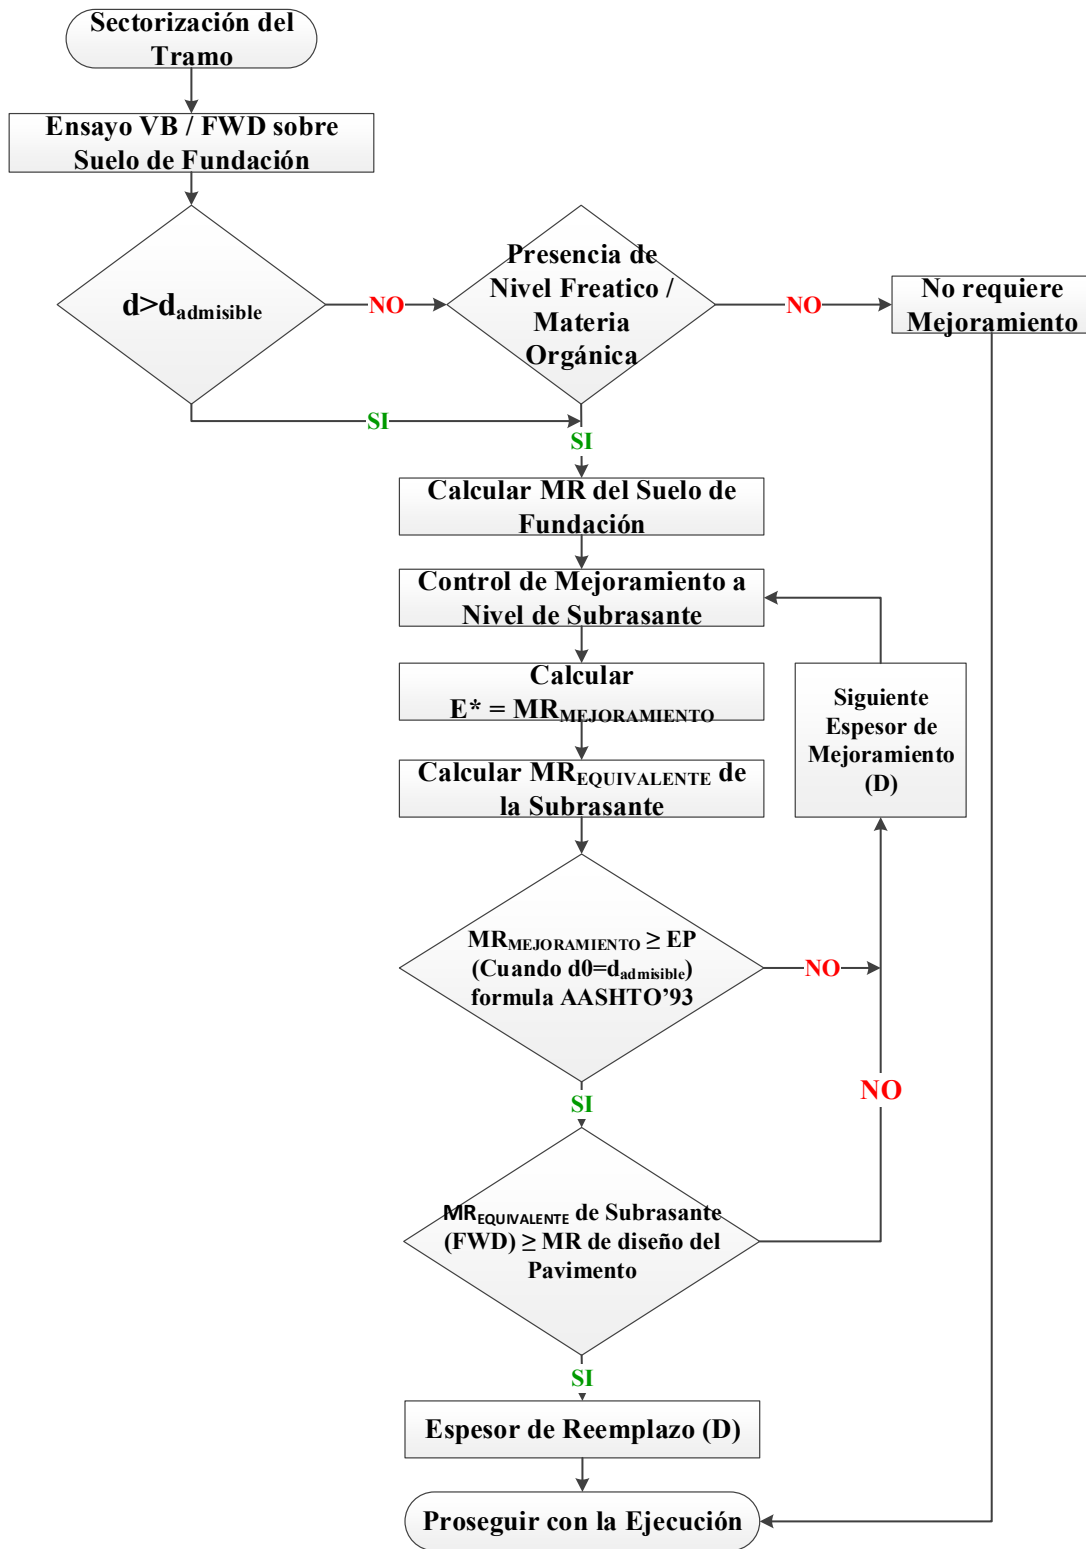 Sectorización del
Tramo
Ensayo VB / FWD sobre
Suelo de Fundación
d>dadmisible
NO
Presencia de
Nivel Freatico /
Materia
Orgánica
NO
No requiere
Mejoramiento
SI
SI
Calcular MR del Suelo de
Fundación
Control de Mejoramiento a
Nivel de Subrasante
Calcular
E* = MRMEJORAMIENTO
Siguiente
Espesor de
Mejoramiento
(D)
Calcular MREQUIVALENTE de
la Subrasante
MRMEJORAMIENTO ≥ EP
(Cuando d0=dadmisible)
formula AASHTO’93
NO
NO
SI
MREQUIVALENTE de Subrasante
(FWD) ≥ MR de diseño del
Pavimento
SI
Espesor de Reemplazo (D)
Proseguir con la Ejecución